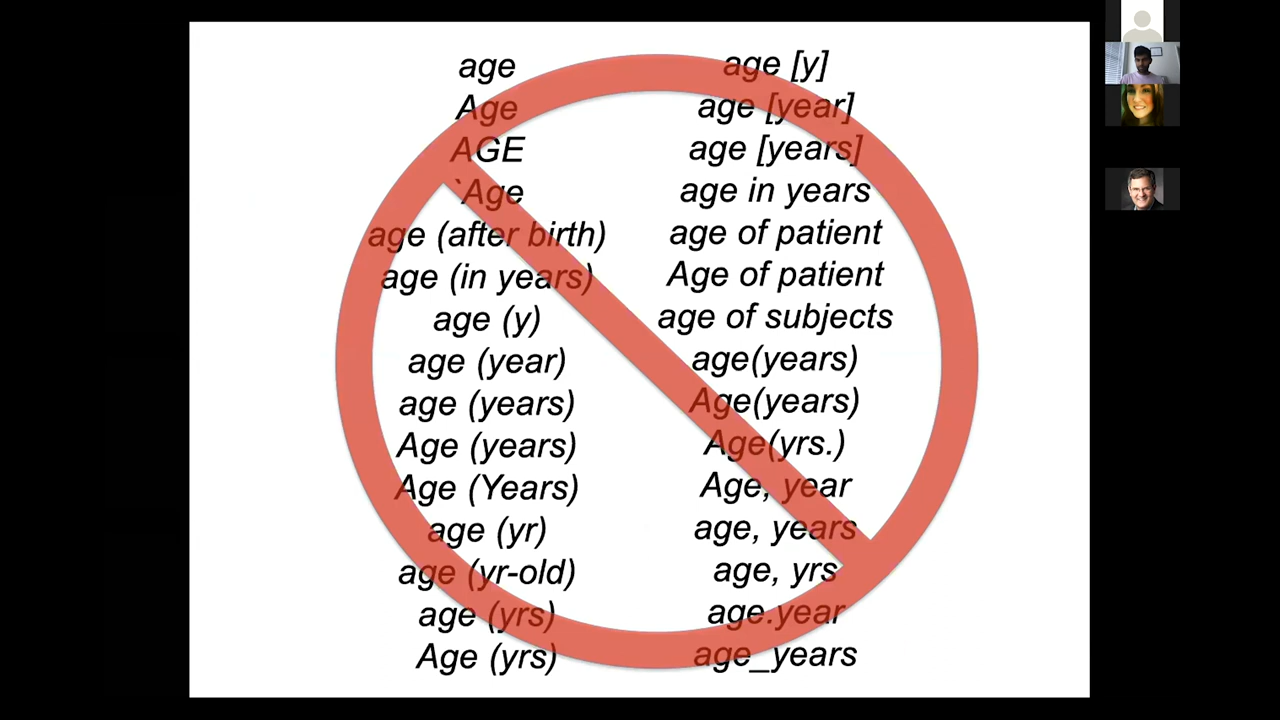 age
Age
AGE
`Age
age (after birth)
age (in years)
age (y)
age (year)
age (years)
Age (years)
Age (Years)
age (yr)
age (yr-old)
age (yrs)
Age (yrs)
age [y]
age [year]
age [years]
age in years
age of patient
Age of patient
age of subjects
age(years)
Age(years)
Age(yrs.)
Age, year
age, years
age, yrs
age.year
age_years